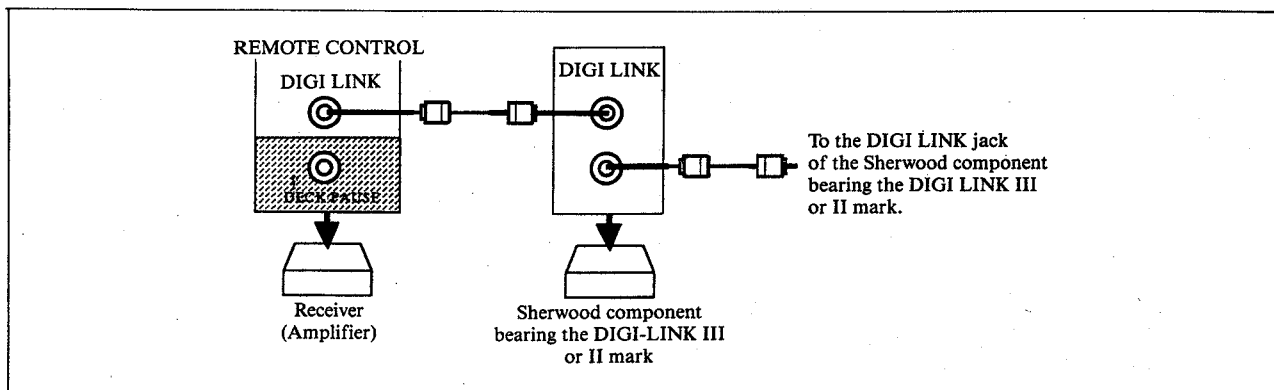 REMOTE CONTROL
DIGI LINK
DECK PAUSE
Receiver
(Amplifier)
DIGI LINK
Sherwood component
bearing the DIGI-LINK III
or II mark
To the DIGI LINK jack
of the Sherwood component
bearing the DIGI LINK III
or II mark.